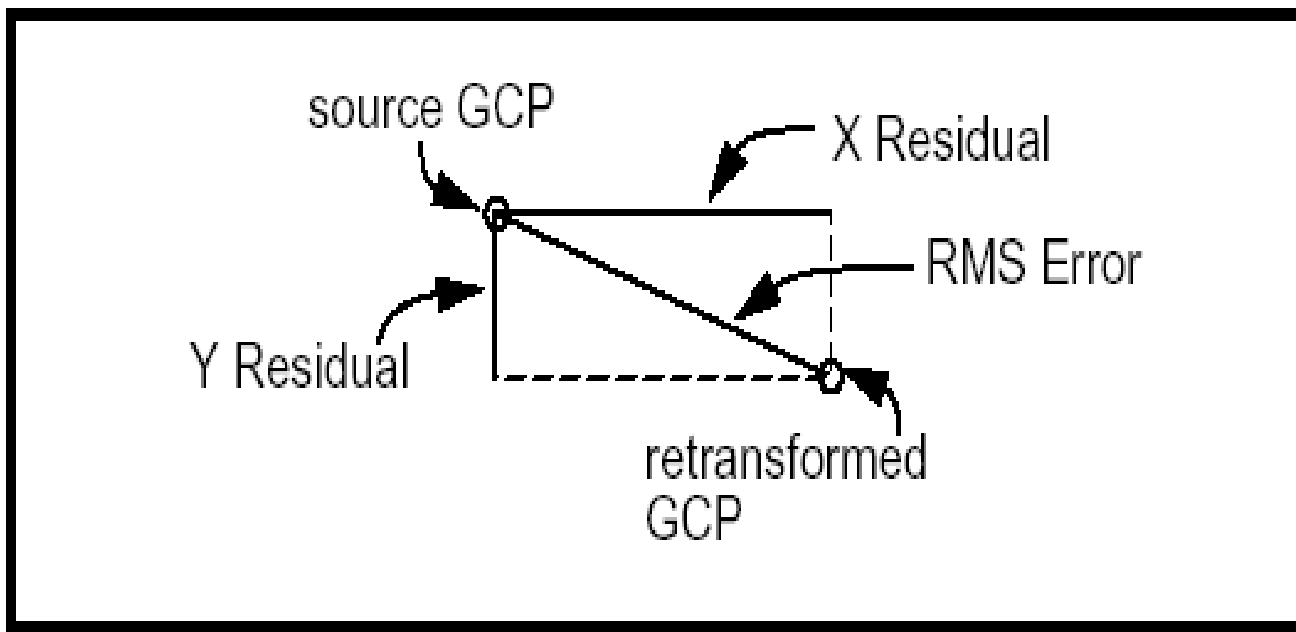 source GCP
X Residual
RMS Error
Y Residual
retransformed
GCP